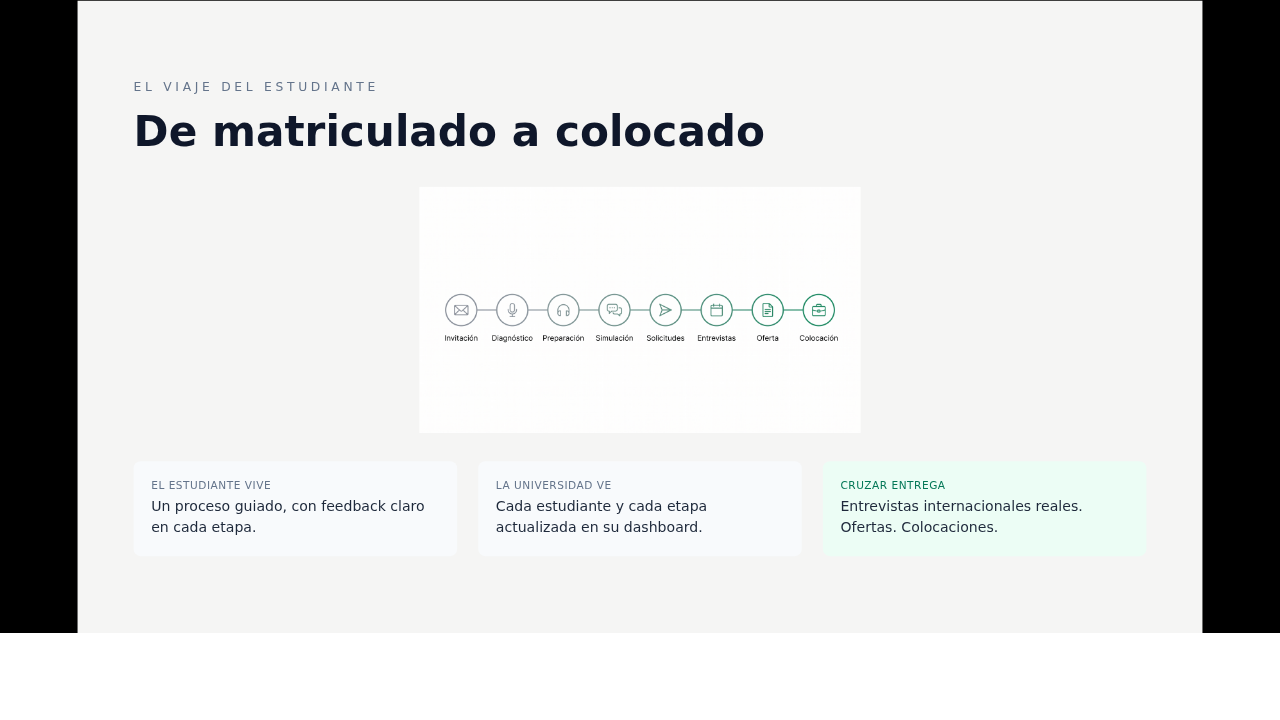 EL VIAJE DEL ESTUDIANTE
De matriculado a colocado
Invitación Diagnóstico Preparación Simulación Solicitudes Entrevistas Oferta Colocación
EL ESTUDIANTE VIVE
Un proceso guiado, con feedback claro
en cada etapa.
LA UNIVERSIDAD VE
Cada estudiante y cada etapa
actualizada en su dashboard.
CRUZAR ENTREGA
Entrevistas internacionales reales.
Ofertas. Colocaciones.